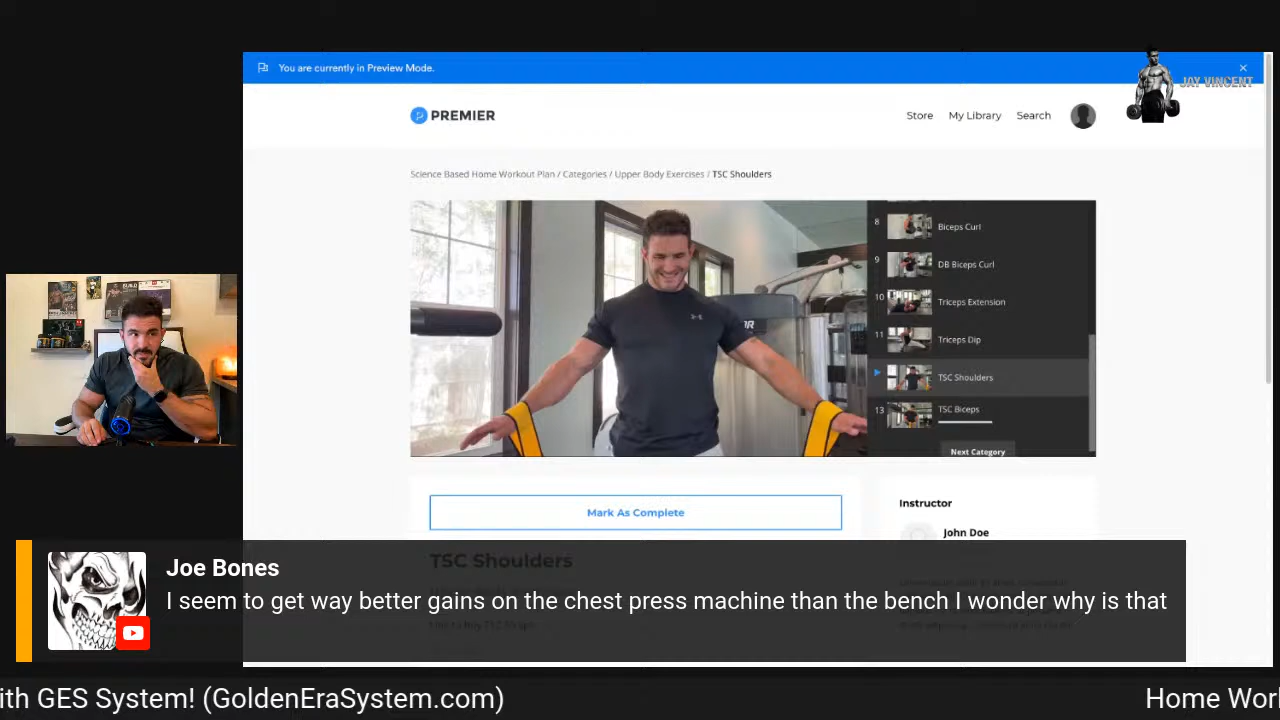 You are currently in Preview Mode.
JAY VINCENT
PREMIER
Store My Library Search
Science Based Home Workout Plan / Categories / Upper Body Exercises / TSC Shoulders
8 Biceps Curl
9 DB Biceps Curl
10 Triceps Extension
11 Triceps Dip
TSC Shoulders
13 TSC Biceps
Next Category
Mark As Complete
Instructor
John Doe
TSC Shoulders
Joe Bones
I seem to get way better gains on the chest press machine than the bench I wonder why is that
ith GES System! (GoldenEraSystem.com)
Home Wor